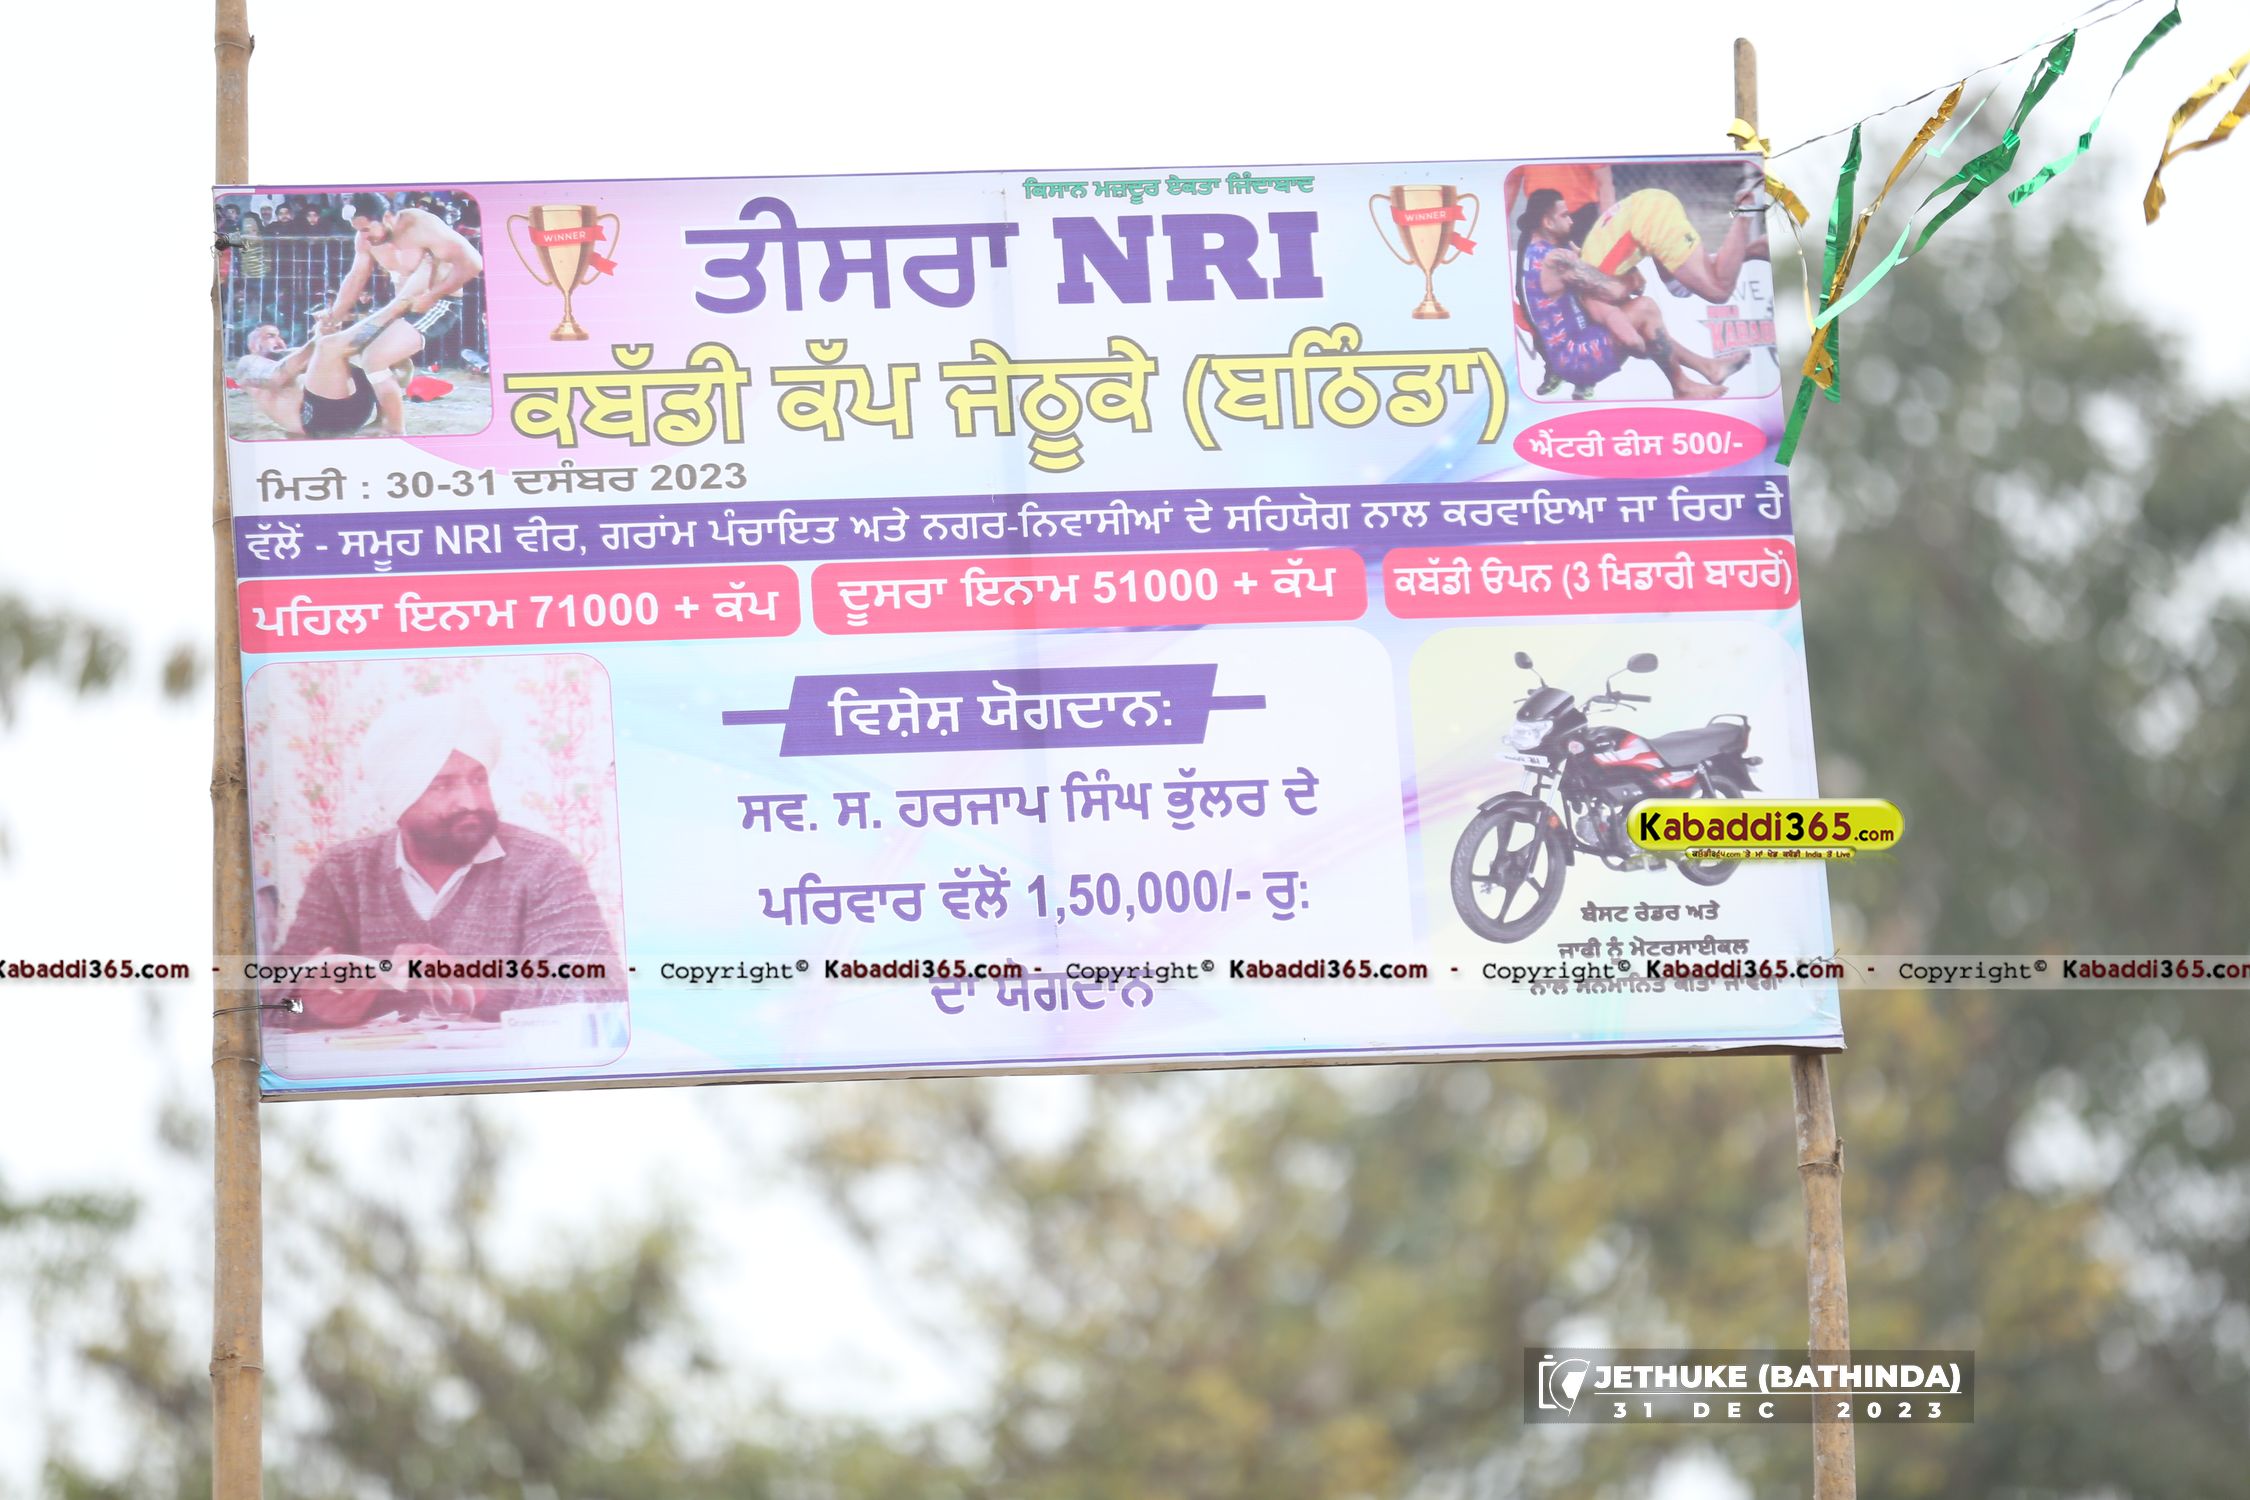 ਕਿਸਾਨ ਮਜ਼ਦੂਰ ਏਕਤਾ ਜਿੰਦਾਬਾਦ
WINNER
ਤੀਸਰਾ NRI
WINNER
ਕਬੱਡੀ ਕੱਪ ਜੇਠੂਕੇ (ਬਠਿੰਡਾ)
ਮਿਤੀ : 30-31 ਦਸੰਬਰ 2023
ਐਂਟਰੀ ਫੀਸ 500/-
ਵੱਲੋਂ - ਸਮੂਹ NRI ਵੀਰ, ਗਰਾਂਮ ਪੰਚਾਇਤ ਅਤੇ ਨਗਰ-ਨਿਵਾਸੀਆਂ ਦੇ ਸਹਿਯੋਗ ਨਾਲ ਕਰਵਾਇਆ ਜਾ ਰਿਹਾ ਹੈ
ਪਹਿਲਾ ਇਨਾਮ 71000 + ਕੱਪ
ਦੂਸਰਾ ਇਨਾਮ 51000 + ਕੱਪ
ਕਬੱਡੀ ਓਪਨ (3 ਖਿਡਾਰੀ ਬਾਹਰੋਂ)
ਵਿਸ਼ੇਸ਼ ਯੋਗਦਾਨ:
ਸਵ. ਸ. ਹਰਜਾਪ ਸਿੰਘ ਭੁੱਲਰ ਦੇ
ਪਰਿਵਾਰ ਵੱਲੋਂ 1,50,000/- ਰੁ:
ਦਾ ਯੋਗਦਾਨ
Kabaddi365.com
ਬੈਸਟ ਰੇਡਰ ਅਤੇ
ਜਾਫੀ ਨੂੰ ਮੋਟਰਸਾਈਕਲ
ਨਾਲ ਸਨਮਾਨਿਤ ਕੀਤਾ ਜਾਵੇਗਾ
Kabaddi365.com - Copyright© Kabaddi365.com - Copyright© Kabaddi365.com - Copyright© Kabaddi365.com - Copyright© Kabaddi365.com - Copyright© Kabaddi365.com
JETHUKE (BATHINDA)
31 DEC 2023